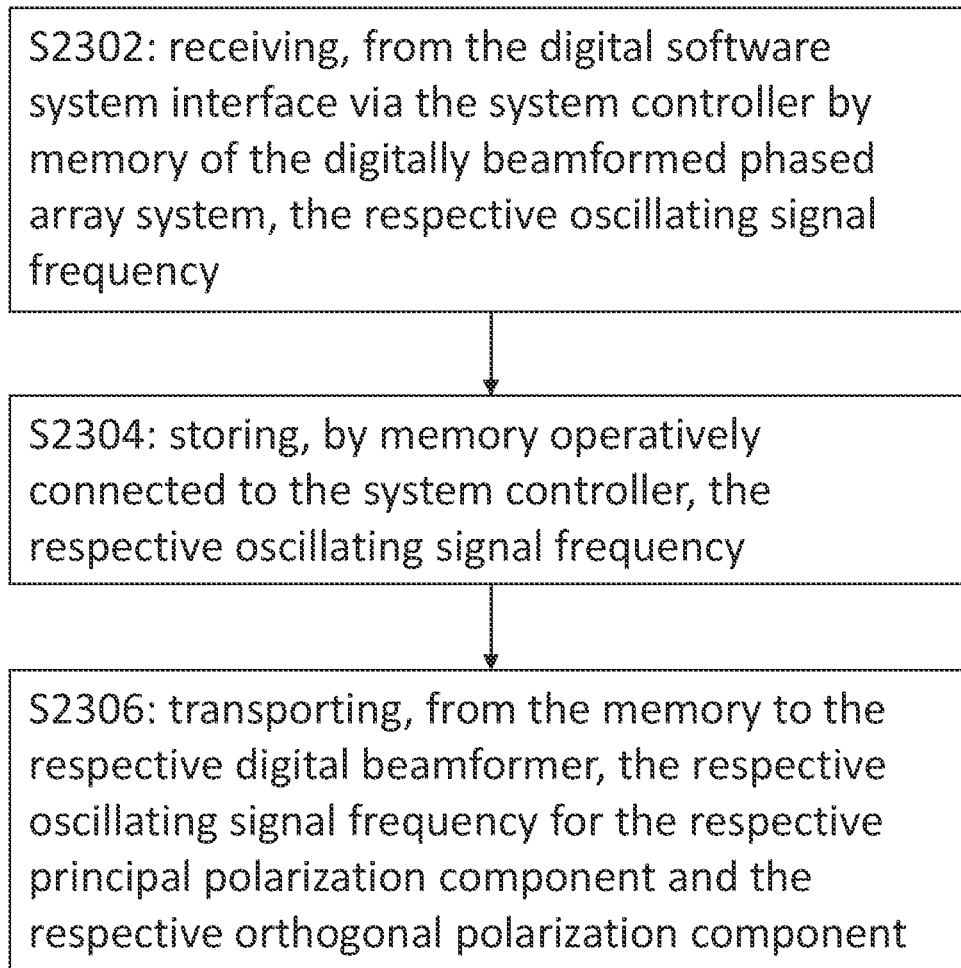 S2302: receiving, from the digital software
system interface via the system controller by
memory of the digitally beamformed phased
array system, the respective oscillating signal
frequency
S2304: storing, by memory operatively
connected to the system controller, the
respective oscillating signal frequency
S2306: transporting, from the memory to the
respective digital beamformer, the respective
oscillating signal frequency for the respective
principal polarization component and the
respective orthogonal polarization component